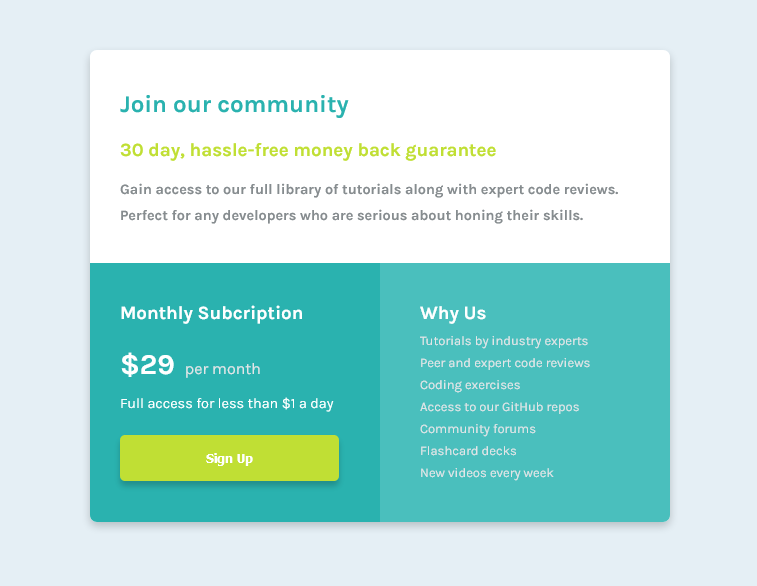 Join our community
30 day, hassle-free money back guarantee
Gain access to our full library of tutorials along with expert code reviews.
Perfect for any developers who are serious about honing their skills.
Monthly Subcription
$29 per month
Full access for less than $1 a day
Sign Up
Why Us
Tutorials by industry experts
Peer and expert code reviews
Coding exercises
Access to our GitHub repos
Community forums
Flashcard decks
New videos every week